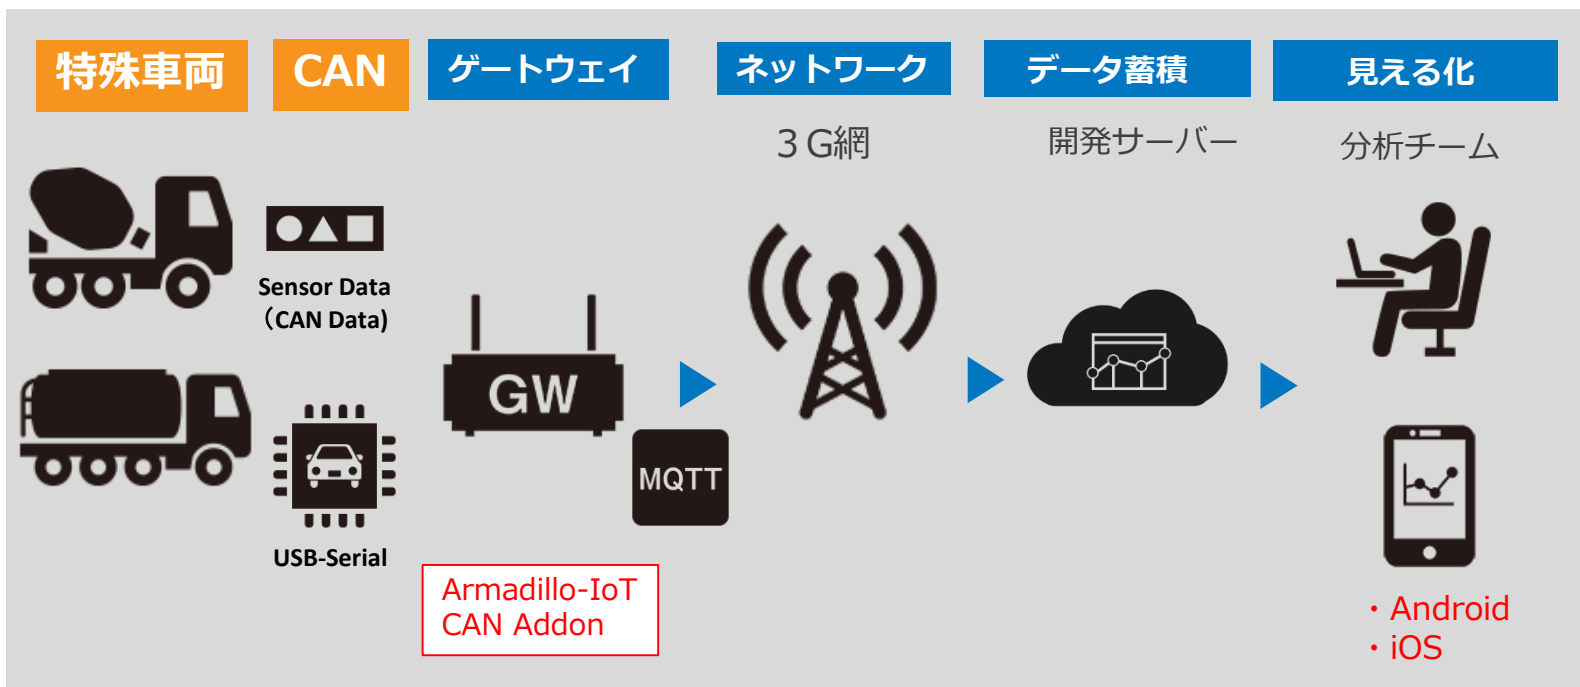 特殊車両
CAN
ゲートウェイ
ネットワーク
データ蓄積
見える化
３G網
開発サーバー
分析チーム
Sensor Data
（CAN Data)
GW
MQTT
USB-Serial
Armadillo-IoT
CAN Addon
・Android
・iOS